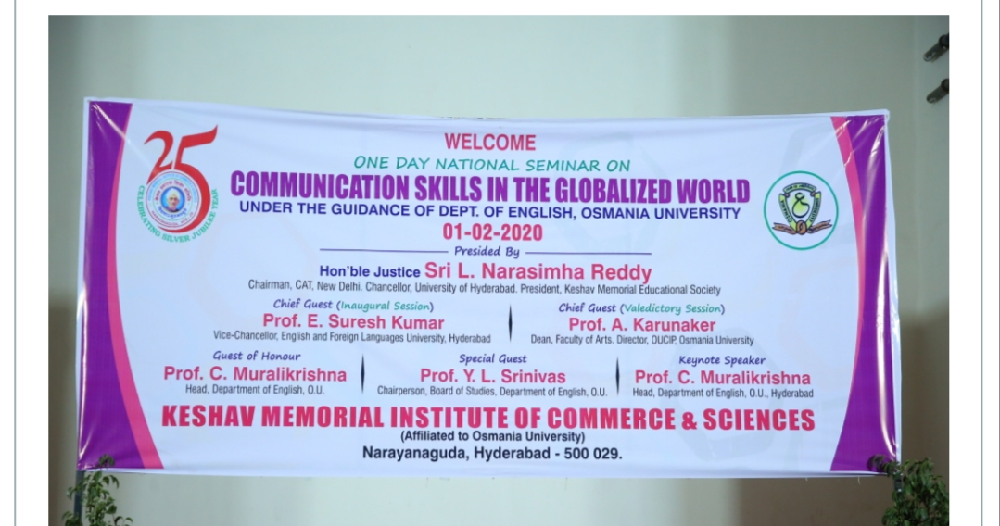 25
CELEBRATING SILVER JUBILEE YEAR
WELCOME
ONE DAY NATIONAL SEMINAR ON
COMMUNICATION SKILLS IN THE GLOBALIZED WORLD
UNDER THE GUIDANCE OF DEPT. OF ENGLISH, OSMANIA UNIVERSITY
01-02-2020
Presided By
Hon'ble Justice Sri L. Narasimha Reddy
Chairman, CAT, New Delhi. Chancellor, University of Hyderabad. President, Keshav Memorial Educational Society
Chief Guest (Inaugural Session)
Prof. E. Suresh Kumar
Vice-Chancellor, English and Foreign Languages University, Hyderabad
Chief Guest (Valedictory Session)
Prof. A. Karunaker
Dean, Faculty of Arts. Director, OUCIP, Osmania University
Guest of Honour
Prof. C. Muralikrishna
Head, Department of English, O.U.
Special Guest
Prof. Y. L. Srinivas
Chairperson, Board of Studies, Department of English, O.U.
Keynote Speaker
Prof. C. Muralikrishna
Head, Department of English, O.U., Hyderabad
KESHAV MEMORIAL INSTITUTE OF COMMERCE & SCIENCES
(Affiliated to Osmania University)
Narayanaguda, Hyderabad - 500 029.